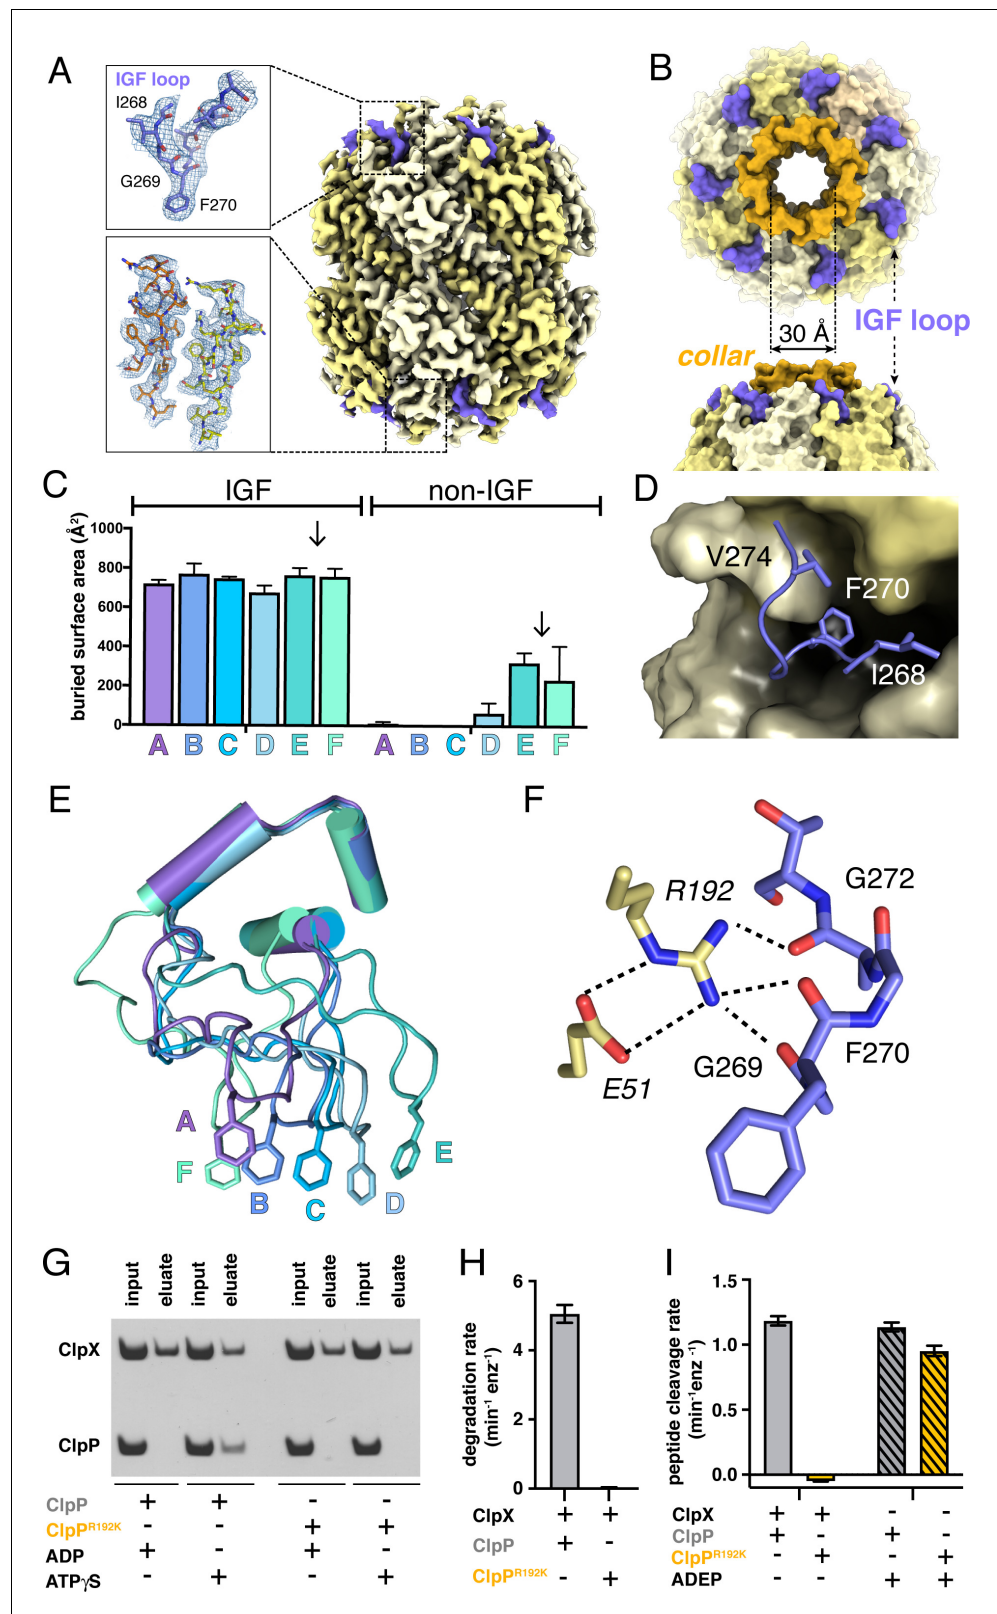 A
IGF loop
I268
G269
F270
B
IGF loop
30 Å
collar
C
IGF
non-IGF
buried surface area (Å²)
1000
800
600
400
200
0
A B C D E F A B C D E F
D
V274
F270
I268
E
A
F
B
C
D
E
F
R192
G272
E51
G269
F270
G
input eluate input eluate input eluate input eluate
ClpX
ClpP
ClpP + + - -
ClpP^R192K - - + +
ADP + - + -
ATPγS - + - +
H
degradation rate
(min⁻¹ enz⁻¹)
6
4
2
0
ClpX + +
ClpP + -
ClpP^R192K - +
I
peptide cleavage rate
(min⁻¹enz⁻¹)
1.5
1.0
0.5
0.0
ClpX + + - -
ClpP + - + -
ClpP^R192K - + - +
ADEP - - + +